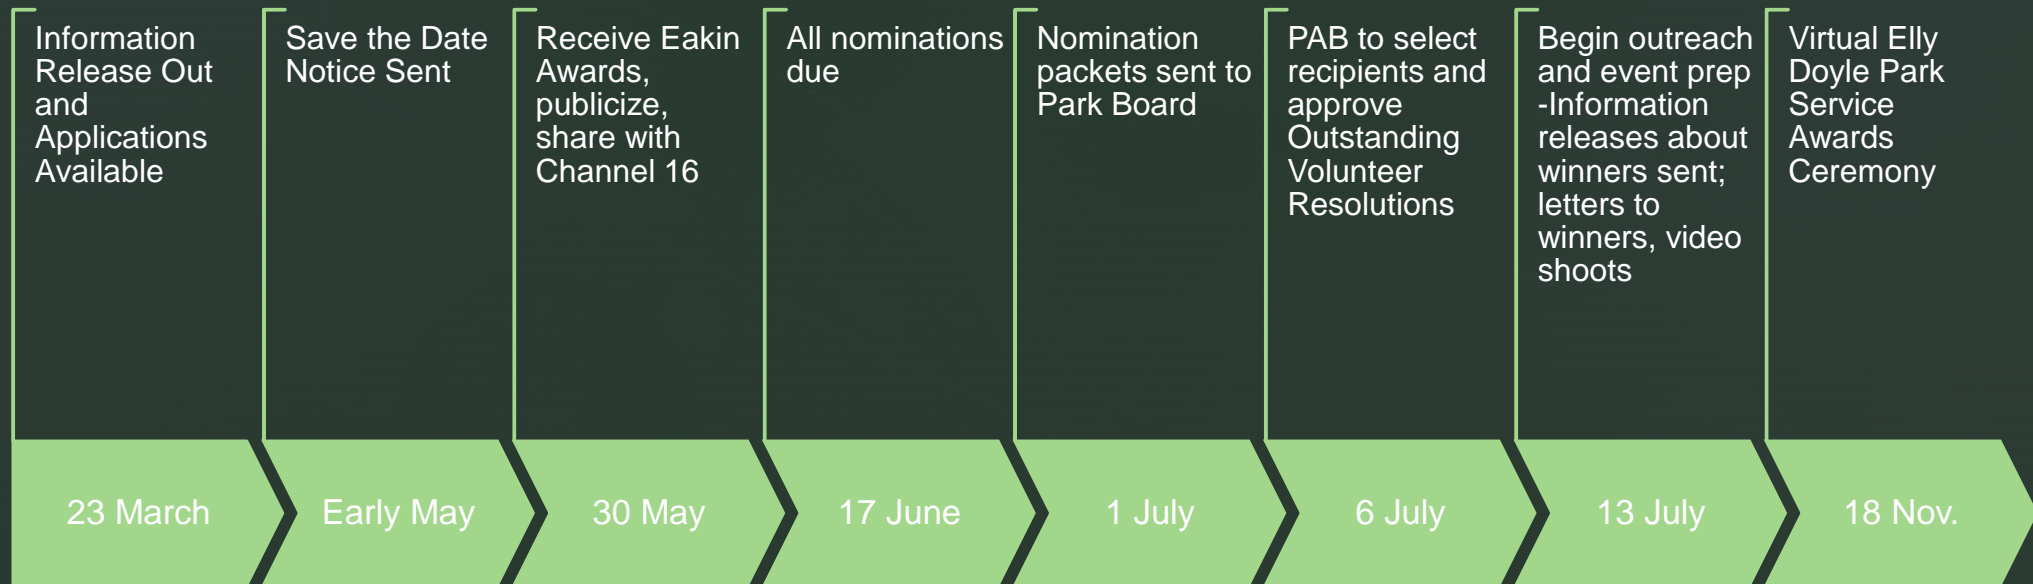 Information
Release Out
and
Applications
Available
Save the Date
Notice Sent
Receive Eakin
Awards,
publicize,
share with
Channel 16
All nominations
due
Nomination
packets sent to
Park Board
PAB to select
recipients and
approve
Outstanding
Volunteer
Resolutions
Begin outreach
and event prep
-Information
releases about
winners sent;
letters to
winners, video
shoots
Virtual Elly
Doyle Park
Service
Awards
Ceremony
23 March
Early May
30 May
17 June
1 July
6 July
13 July
18 Nov.